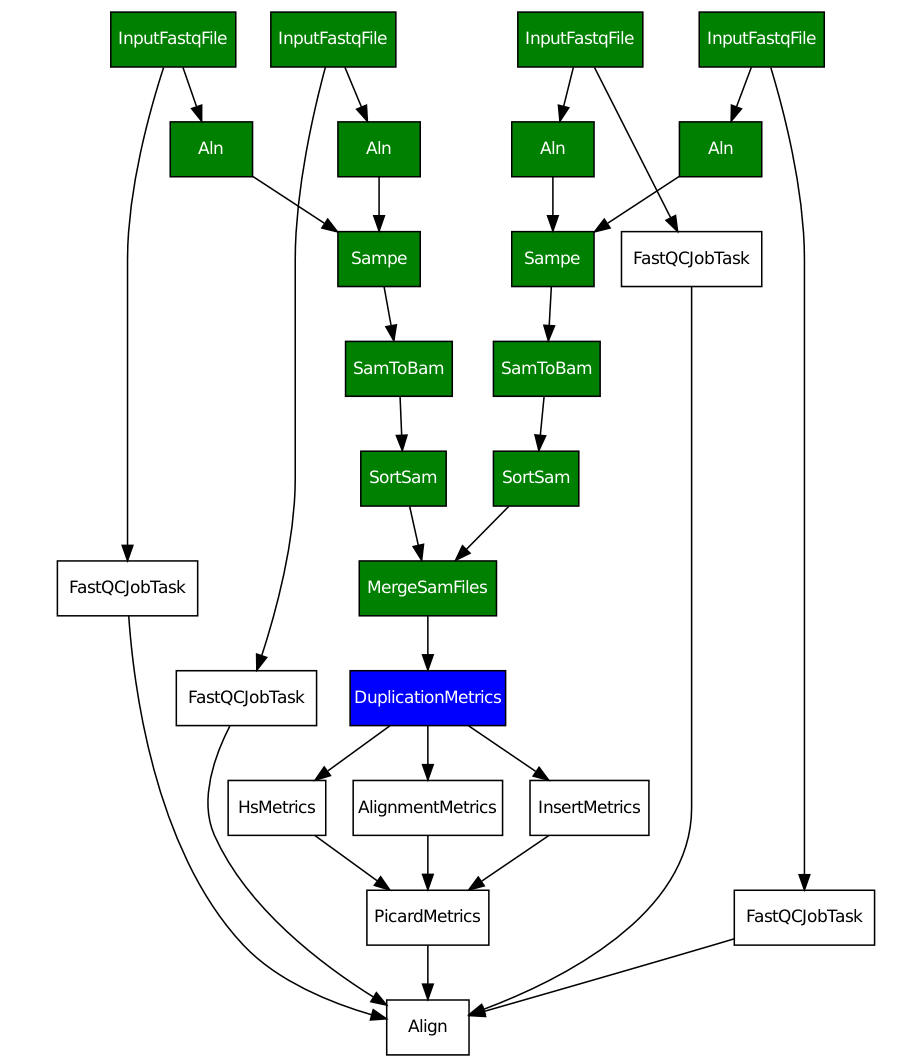 InputFastqFile
InputFastqFile
InputFastqFile
InputFastqFile
Aln
Aln
Aln
Aln
Sampe
Sampe
FastQCJobTask
SamToBam
SamToBam
SortSam
SortSam
FastQCJobTask
MergeSamFiles
FastQCJobTask
DuplicationMetrics
HsMetrics
AlignmentMetrics
InsertMetrics
PicardMetrics
FastQCJobTask
Align